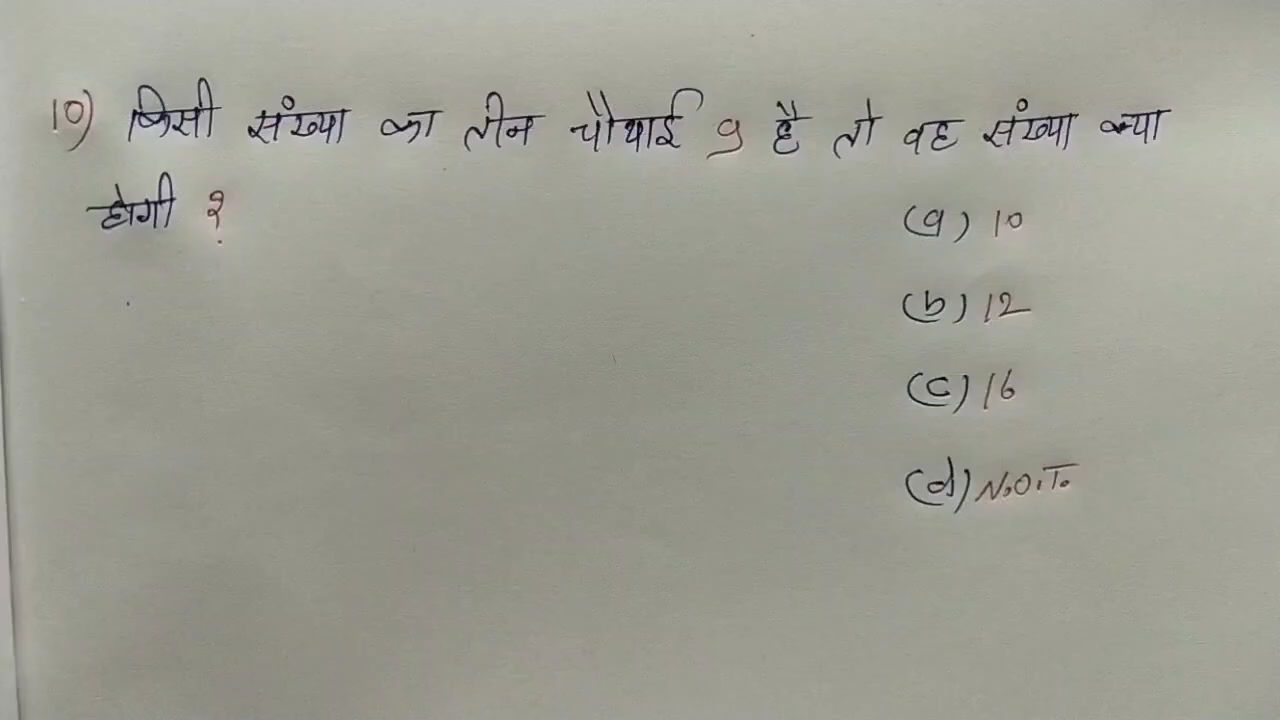 10) किसी संख्या का तीन चौथाई 9 है तो वह संख्या क्या
होगी ?
(a) 10
(b) 12
(c) 16
(d) N.O.T.